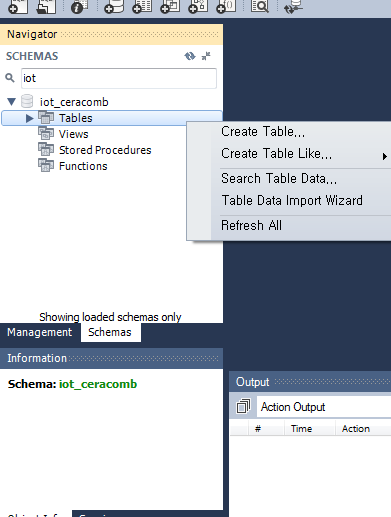 Navigator
SCHEMAS
iot
iot_ceracomb
Tables
Views
Stored Procedures
Functions
Create Table...
Create Table Like...
Search Table Data...
Table Data Import Wizard
Refresh All
Showing loaded schemas only
Management Schemas
Information
Schema: iot_ceracomb
Output
Action Output
# Time Action